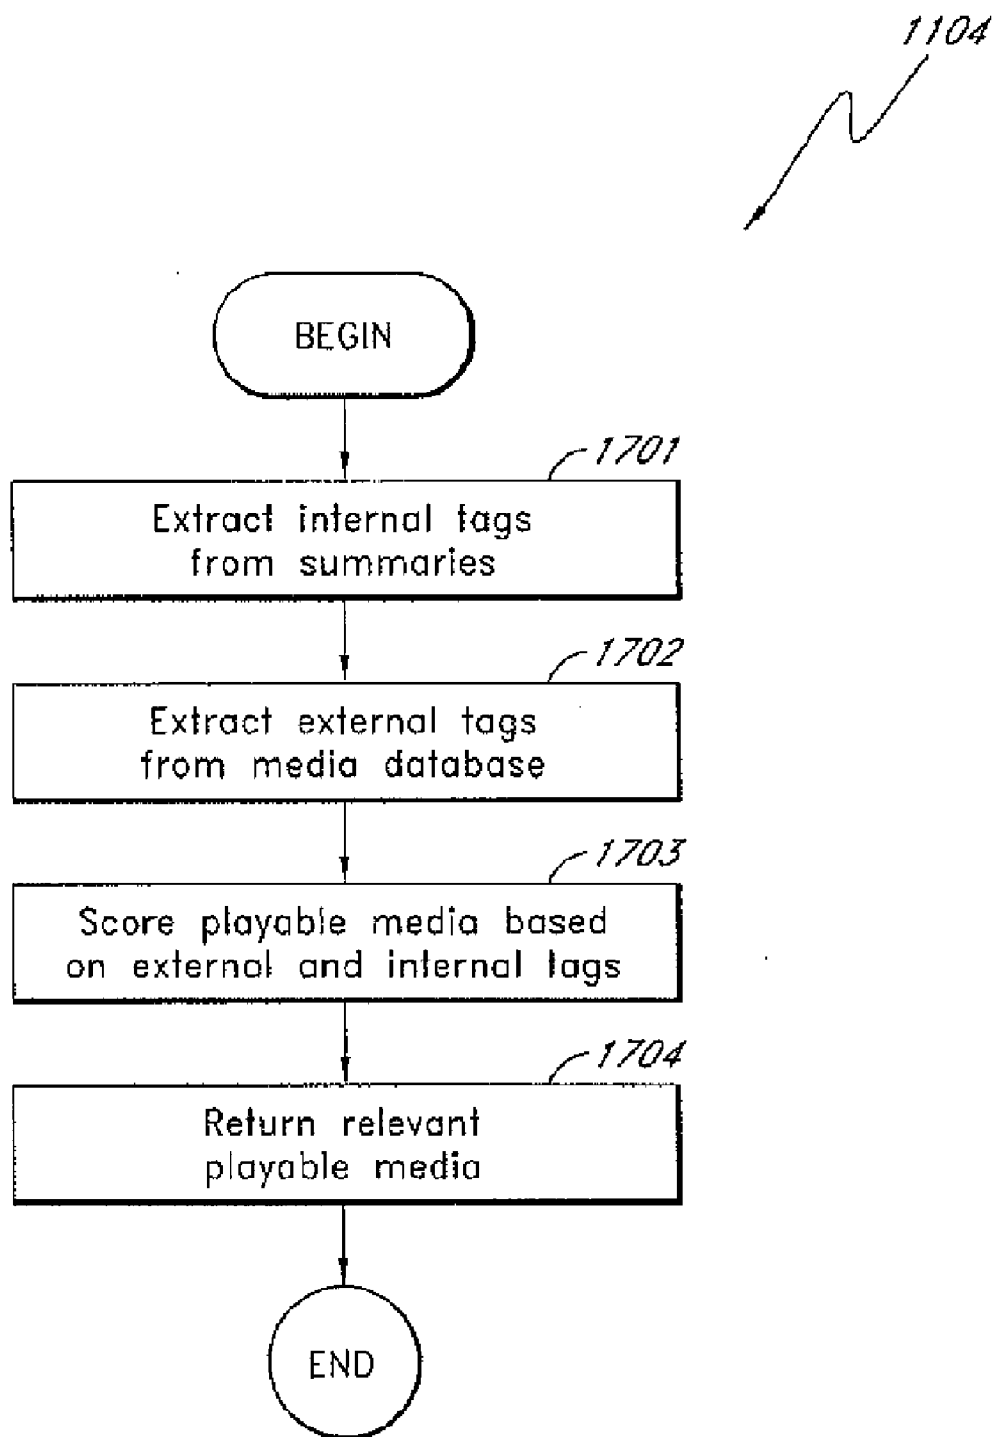 1104
BEGIN
1701
Extract internal tags
from summaries
1702
Extract external tags
from media database
1703
Score playable media based
on external and internal tags
1704
Return relevant
playable media
END